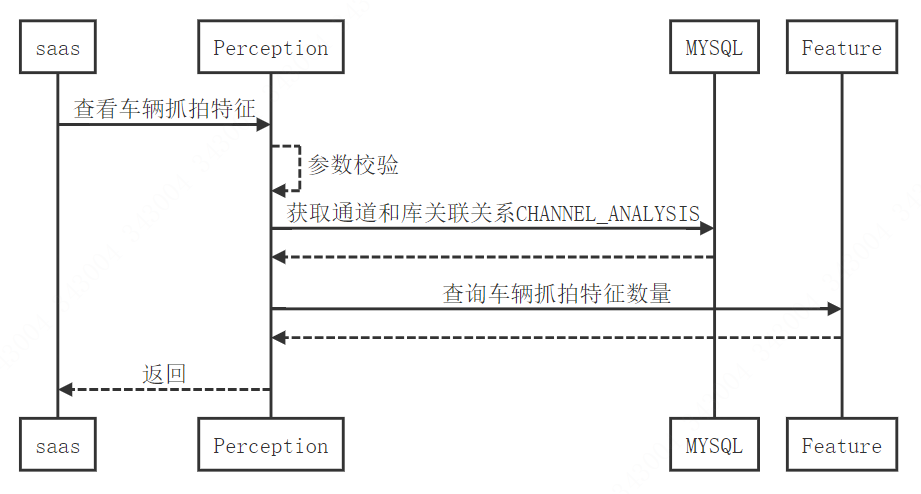 saas Perception MYSQL Feature
查看车辆抓拍特征
参数校验
获取通道和库关联关系CHANNEL_ANALYSIS
查询车辆抓拍特征数量
返回
saas Perception MYSQL Feature